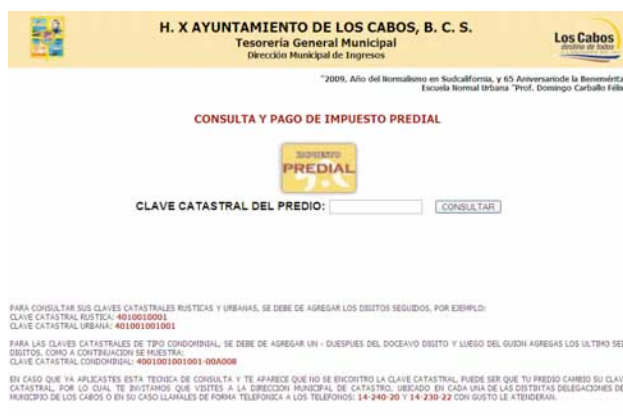 H. X AYUNTAMIENTO DE LOS CABOS, B. C. S.
Tesorería General Municipal
Dirección Municipal de Ingresos
Los Cabos
destino de todos
"2009, Año del Normalismo en Sudcalifornia, y 65 Aniversariode la Benemérita
Escuela Normal Urbana "Prof. Domingo Carballo Félix
CONSULTA Y PAGO DE IMPUESTO PREDIAL
IMPUESTO
PREDIAL
CLAVE CATASTRAL DEL PREDIO:
CONSULTAR
PARA CONSULTAR SUS CLAVES CATASTRALES RUSTICAS Y URBANAS, SE DEBE DE AGREGAR LOS DIGITOS SEGUIDOS, POR EJEMPLO:
CLAVE CATASTRAL RUSTICA: 4010010001
CLAVE CATASTRAL URBANA: 401001001001
PARA LAS CLAVES CATASTRALES DE TIPO CONDOMINIAL, SE DEBE DE AGREGAR UN - DUESPUES DEL DOCEAVO DIGITO Y LUEGO DEL GUION AGREGAS LOS ULTIMO SEI
DIGITOS. COMO A CONTINUACION SE MUESTRA:
CLAVE CATASTRAL CONDOMINIAL: 4001001001001-00A008
EN CASO QUE YA APLICASTES ESTA TECNICA DE CONSULTA Y TE APARECE QUE NO SE ENCONTRO LA CLAVE CATASTRAL, PUEDE SER QUE TU PREDIO CAMBIO SU CLAV
CATASTRAL, POR LO CUAL TE INVITAMOS QUE VISITES A LA DIRECCION MUNICIPAL DE CATASTRO, UBICADO EN CADA UNA DE LAS DISTITAS DELEGACIONES DE
MUNICIPIO DE LOS CABOS O EN SU CASO LLAMALES DE FORMA TELEFONICA A LOS TELEFONOS: 14-240-20 Y 14-230-22 CON GUSTO LE ATENDERAN.